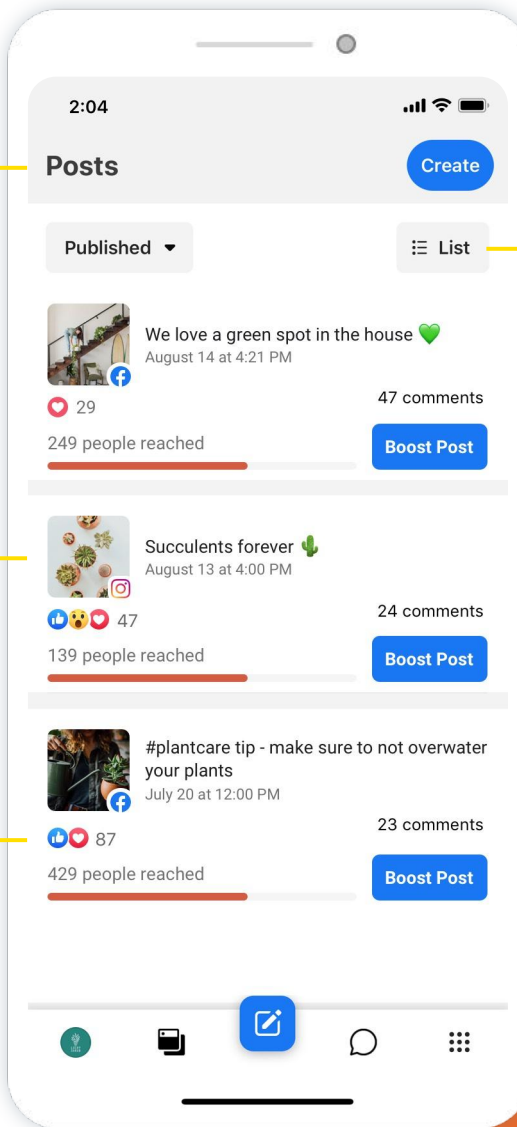 2:04
Posts
Create
Published
List
We love a green spot in the house 💚
August 14 at 4:21 PM
29
47 comments
249 people reached
Boost Post
Succulents forever 🌵
August 13 at 4:00 PM
47
24 comments
139 people reached
Boost Post
#plantcare tip - make sure to not overwater
your plants
July 20 at 12:00 PM
87
23 comments
429 people reached
Boost Post